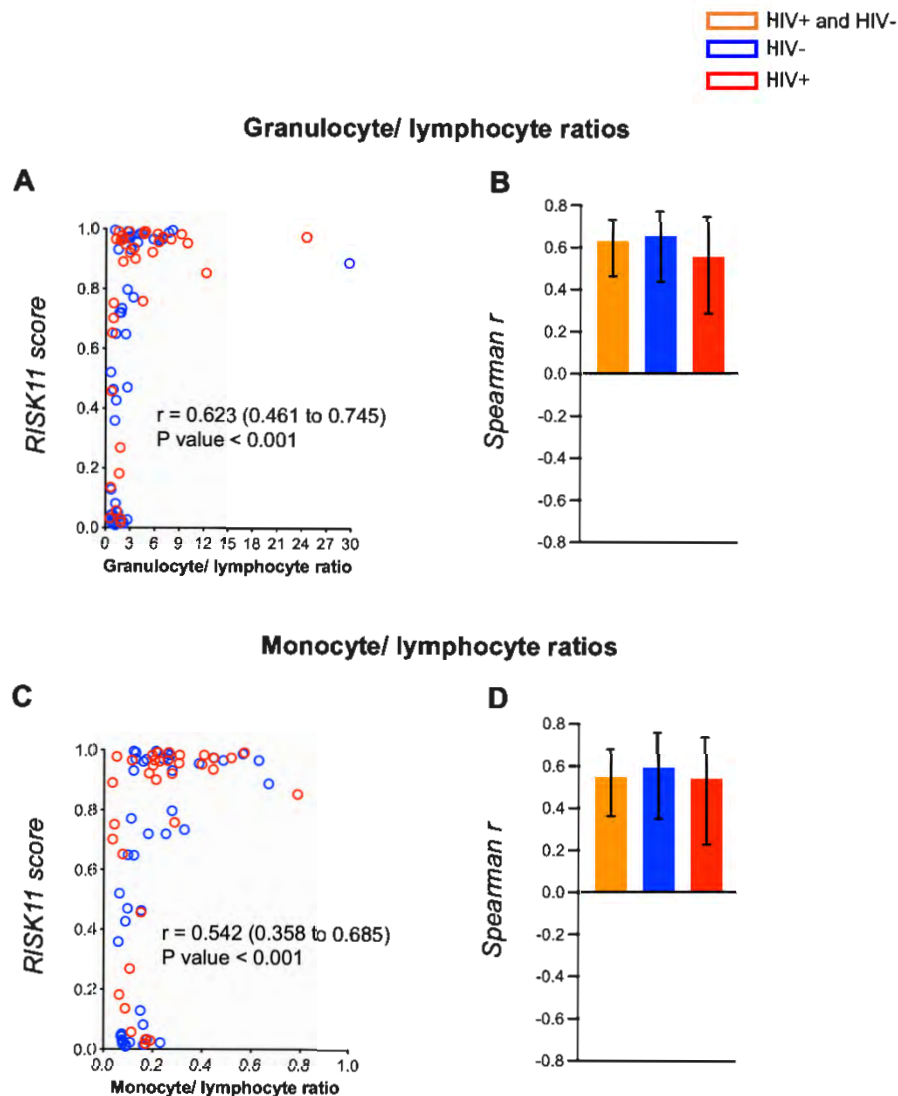 HIV+ and HIV-
HIV-
HIV+
Granulocyte/ lymphocyte ratios
A
RISK11 score
1.0
0.8
0.6
0.4
0.2
0.0
r = 0.623 (0.461 to 0.745)
P value < 0.001
0 3 6 9 12 15 18 21 24 27 30
Granulocyte/ lymphocyte ratio
B
Spearman r
0.8
0.6
0.4
0.2
0.0
-0.2
-0.4
-0.6
-0.8
Monocyte/ lymphocyte ratios
C
RISK11 score
1.0
0.8
0.6
0.4
0.2
0.0
r = 0.542 (0.358 to 0.685)
P value < 0.001
0.0 0.2 0.4 0.6 0.8 1.0
Monocyte/ lymphocyte ratio
D
Spearman r
0.8
0.6
0.4
0.2
0.0
-0.2
-0.4
-0.6
-0.8